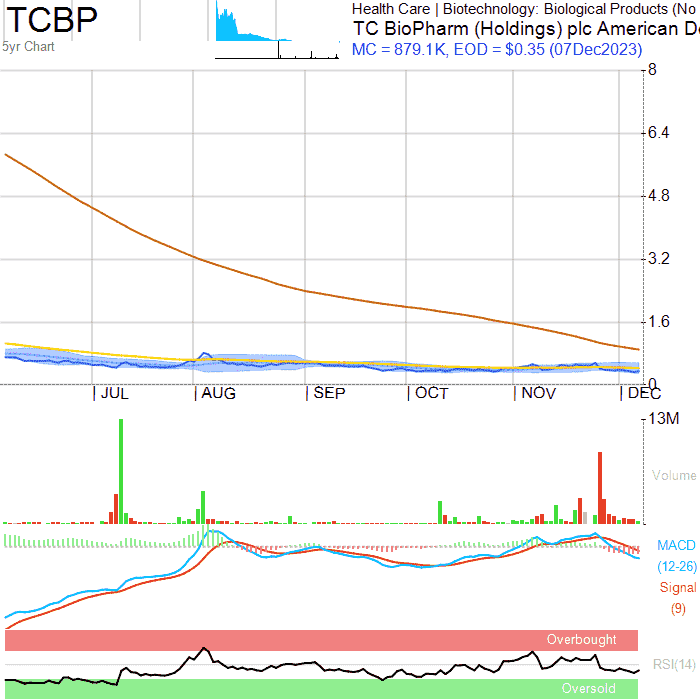 TCBP
5yr Chart
Health Care | Biotechnology: Biological Products (No
TC BioPharm (Holdings) plc American De
MC = 879.1K, EOD = $0.35 (07Dec2023)
8
6.4
4.8
3.2
1.6
0
JUL AUG SEP OCT NOV DEC
13M
Volume
MACD
(12-26)
Signal
(9)
Overbought
RSI(14)
Oversold